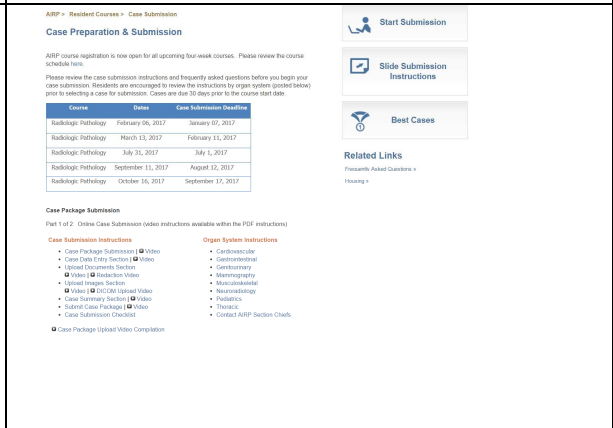 AIRP > Resident Courses > Case Submission
Case Preparation & Submission
AIRP course registration is now open for all upcoming four-week courses. Please review the course
schedule here.
Please review the case submission instructions and frequently asked questions before you begin your
case submission. Residents are encouraged to review the instructions by organ system (posted below)
prior to selecting a case for submission. Cases are due 30 days prior to the course start date.
Course Dates Case Submission Deadline
Radiologic Pathology February 06, 2017 January 07, 2017
Radiologic Pathology March 13, 2017 February 11, 2017
Radiologic Pathology July 31, 2017 July 1, 2017
Radiologic Pathology September 11, 2017 August 12, 2017
Radiologic Pathology October 16, 2017 September 17, 2017
Case Package Submission
Part 1 of 2 Online Case Submission (video instructions available within the PDF instructions)
Case Submission Instructions
• Case Package Submission | Video
• Case Data Entry Section | Video
• Upload Documents Section
Video | Redaction Video
• Upload Images Section
Video | DICOM Upload Video
• Case Summary Section | Video
• Submit Case Package | Video
• Case Submission Checklist
Case Package Upload Video Compilation
Organ System Instructions
• Cardiovascular
• Gastrointestinal
• Genitourinary
• Mammography
• Musculoskeletal
• Neuroradiology
• Pediatrics
• Thoracic
• Contact AIRP Section Chiefs
Start Submission
Slide Submission
Instructions
1
Best Cases
Related Links
Frequently Asked Questions »
Housing »